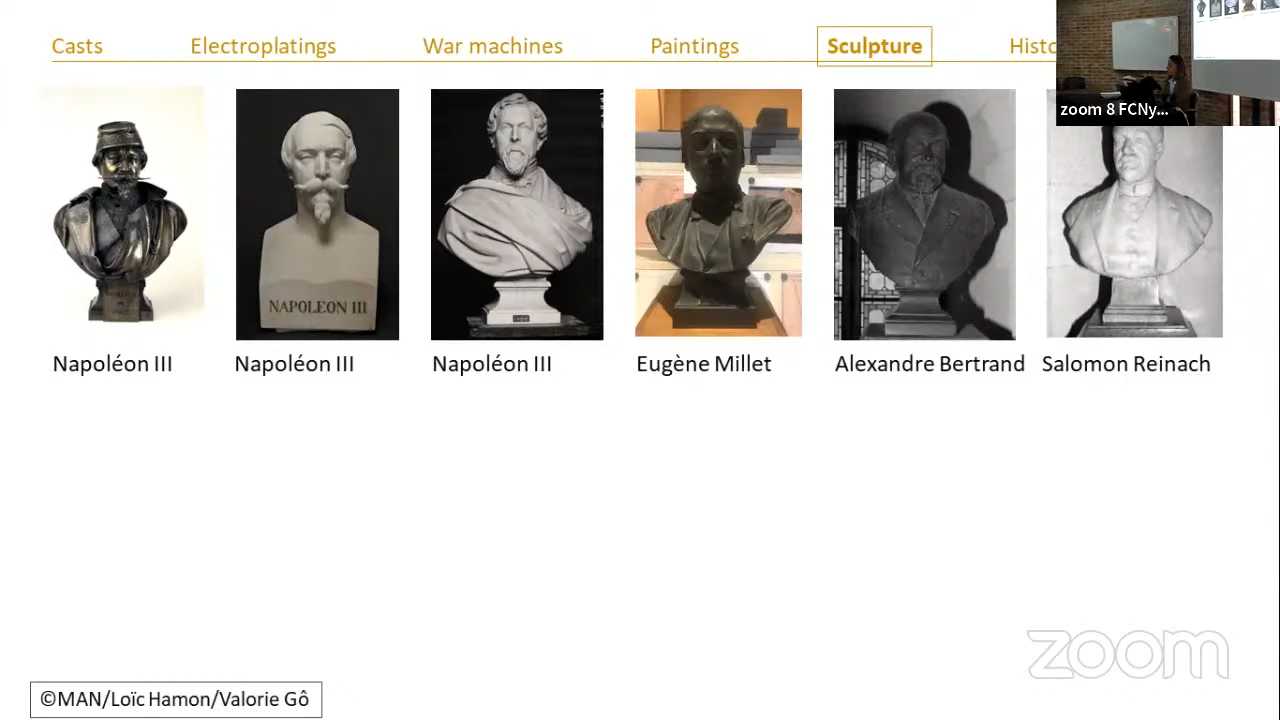 Casts
Electroplatings
War machines
Paintings
Sculpture
zoom 8 FCNy...
NAPOLEON III
Napoléon III
Napoléon III
Napoléon III
Eugène Millet
Alexandre Bertrand
Salomon Reinach
zoom
©MAN/Loïc Hamon/Valorie Gô